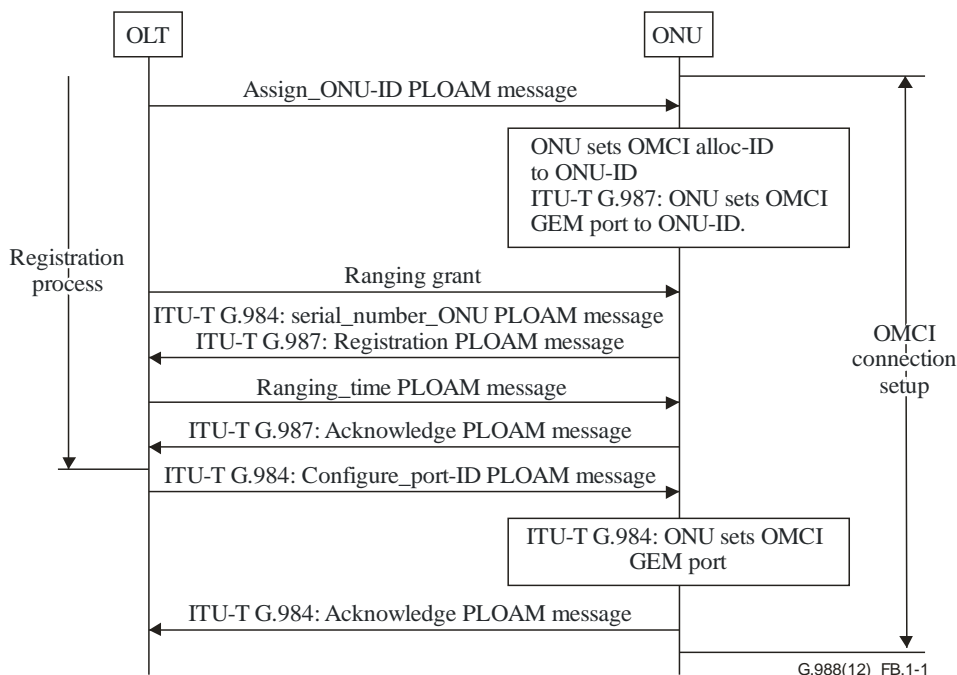 OLT
ONU
Assign_ONU-ID PLOAM message
ONU sets OMCI alloc-ID
to ONU-ID
ITU-T G.987: ONU sets OMCI
GEM port to ONU-ID.
Registration
process
Ranging grant
ITU-T G.984: serial_number_ONU PLOAM message
ITU-T G.987: Registration PLOAM message
OMCI
connection
setup
Ranging_time PLOAM message
ITU-T G.987: Acknowledge PLOAM message
ITU-T G.984: Configure_port-ID PLOAM message
ITU-T G.984: ONU sets OMCI
GEM port
ITU-T G.984: Acknowledge PLOAM message
G.988(12)_FB.1-1